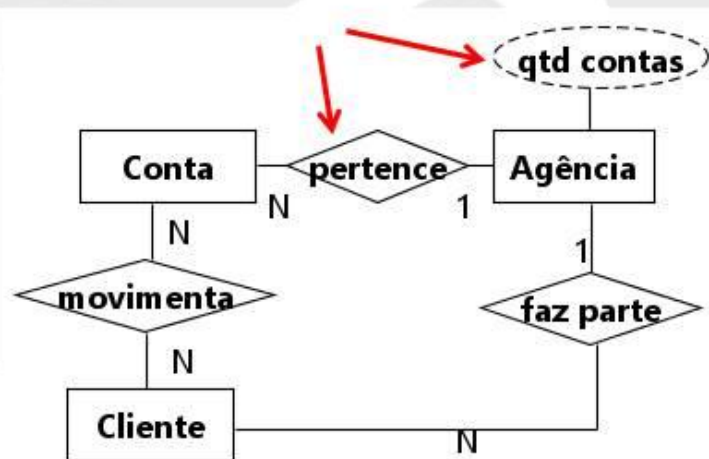 qtd contas
Conta
pertence
Agência
N
1
N
1
movimenta
faz parte
N
Cliente
N